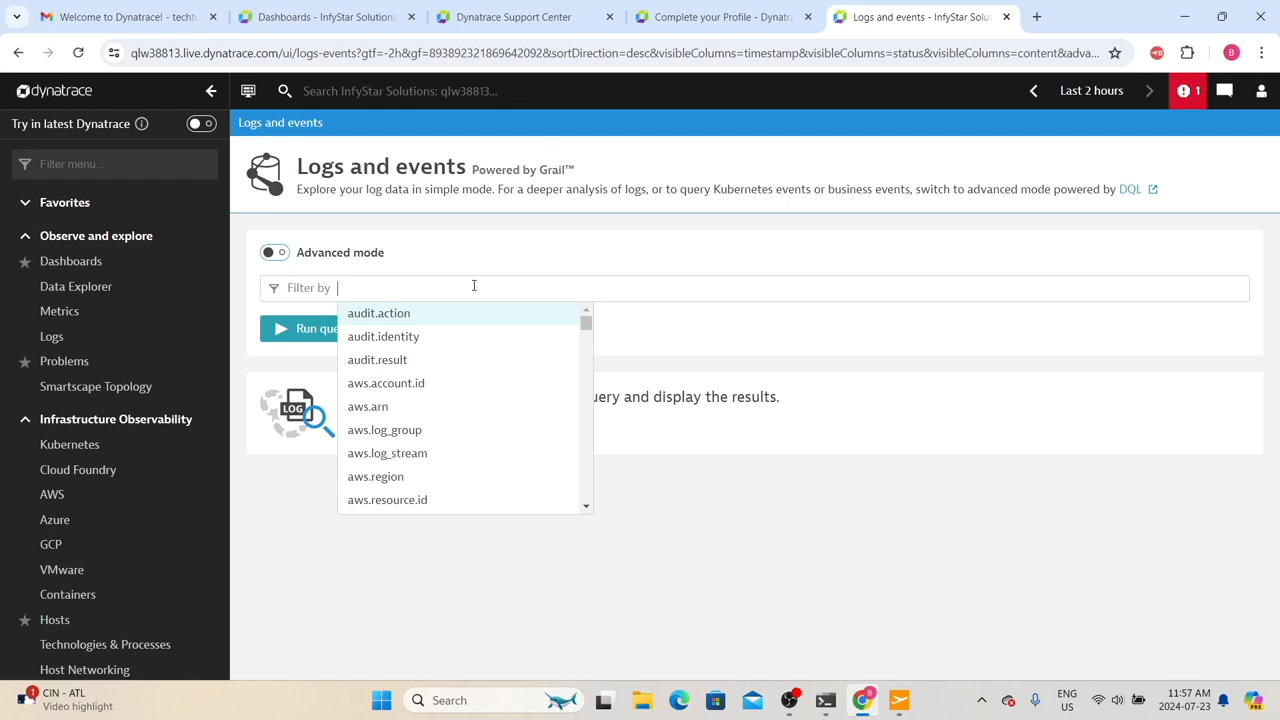 Welcome to Dynatrace! - techtu
Dashboards - InfyStar Solutions
Dynatrace Support Center
Complete your Profile - Dynatra
Logs and events - InfyStar Solut
qlw38813.live.dynatrace.com/ui/logs-events?gtf=-2h&gf=893892321869642092&sortDirection=desc&visibleColumns=timestamp&visibleColumns=status&visibleColumns=content&adva...
B
dynatrace
Search InfyStar Solutions: qlw38813...
Last 2 hours
1
Try in latest Dynatrace
Logs and events
Filter menu...
Logs and events Powered by Grail™
Explore your log data in simple mode. For a deeper analysis of logs, or to query Kubernetes events or business events, switch to advanced mode powered by DQL
Favorites
Observe and explore
Dashboards
Data Explorer
Metrics
Logs
Problems
Smartscape Topology
Infrastructure Observability
Kubernetes
Cloud Foundry
AWS
Azure
GCP
VMware
Containers
Hosts
Technologies & Processes
Host Networking
Advanced mode
Filter by
Run que
audit.action
audit.identity
audit.result
aws.account.id
aws.arn
aws.log_group
aws.log_stream
aws.region
aws.resource.id
LOG
uery and display the results.
1
CIN - ATL
Video highlight
Search
B
ENG
US
11:57 AM
2024-07-23
PRE